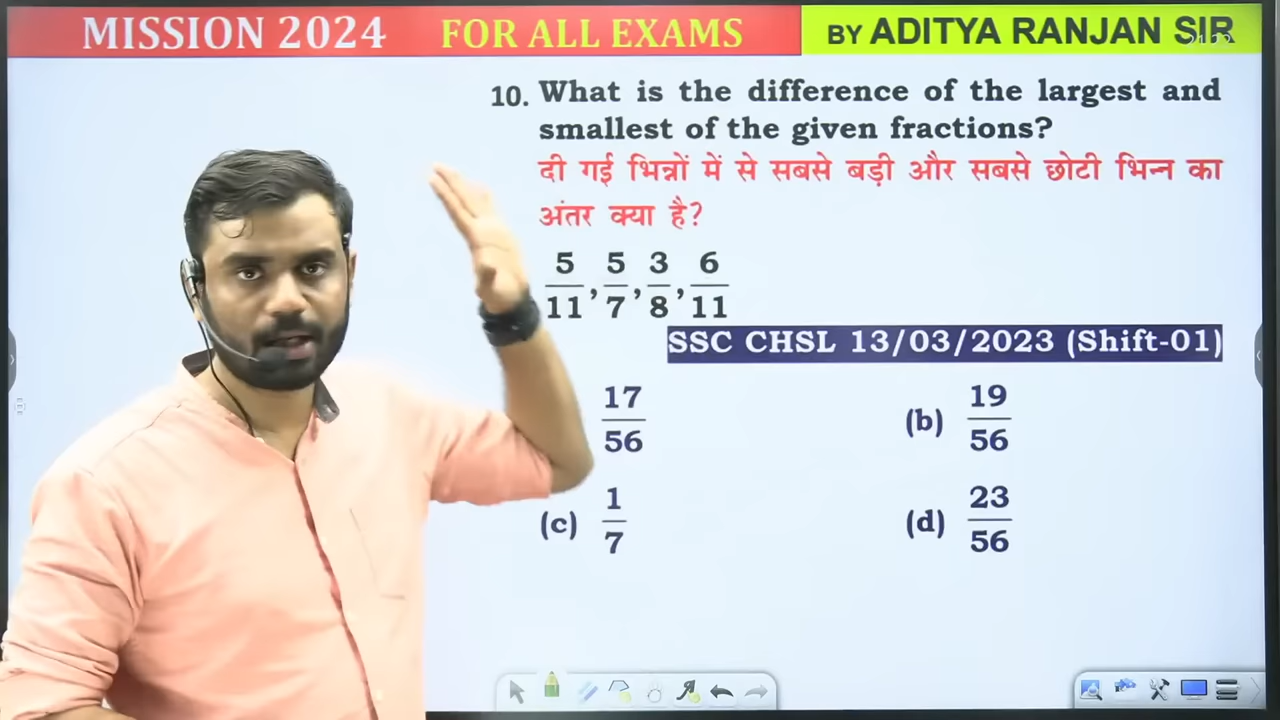 MISSION 2024 FOR ALL EXAMS BY ADITYA RANJAN SIR
10. What is the difference of the largest and
smallest of the given fractions?
दी गई भिन्नों में से सबसे बड़ी और सबसे छोटी भिन्न का
अंतर क्या है?
5/11, 5/7, 3/8, 6/11
SSC CHSL 13/03/2023 (Shift-01)
17/56 (b) 19/56
(c) 1/7 (d) 23/56